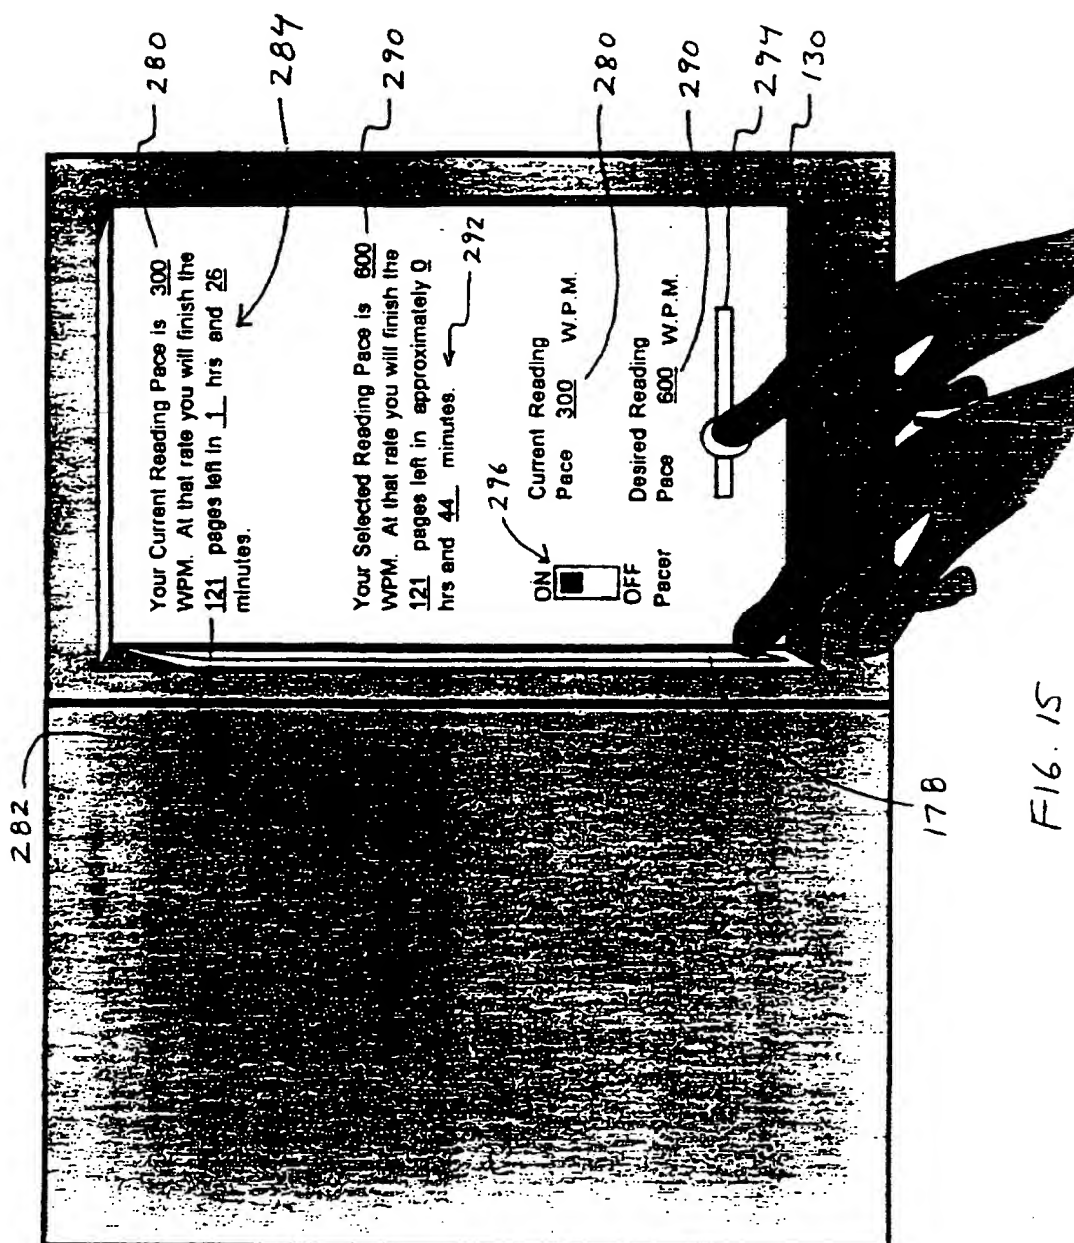 Your Current Reading Pace is 300
WPM. At that rate you will finish the
121 pages left in 1 hrs and 26
minutes.
Your Selected Reading Pace is 600
WPM. At that rate you will finish the
121 pages left in approximately 0
hrs and 44 minutes.
ON
OFF
Pacer
Current Reading
Pace 300 W.P.M.
Desired Reading
Pace 600 W.P.M.
280
284
290
292
296
280
290
294
130
282
178
FIG. 15